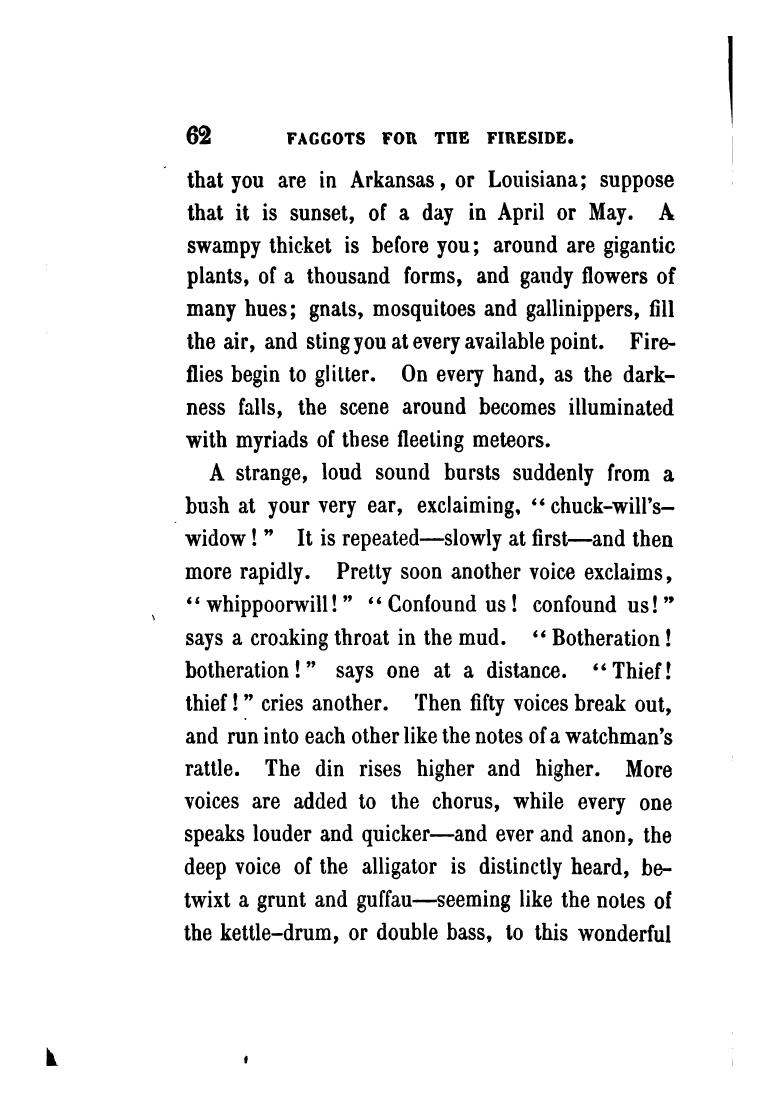 62 FAGGOTS FOR THE FIRESIDE.
that you are in Arkansas, or Louisiana; suppose
that it is sunset, of a day in April or May. A
swampy thicket is before you; around are gigantic
plants, of a thousand forms, and gaudy flowers of
many hues; gnats, mosquitoes and gallinippers, fill
the air, and sting you at every available point. Fire-
flies begin to glitter. On every hand, as the dark-
ness falls, the scene around becomes illuminated
with myriads of these fleeting meteors.
A strange, loud sound bursts suddenly from a
bush at your very ear, exclaiming, “chuck-will's-
widow!” It is repeated—slowly at first—and then
more rapidly. Pretty soon another voice exclaims,
“whippoorwill!” “Confound us! confound us!”
says a croaking throat in the mud. “Botheration!
botheration!” says one at a distance. “Thief!
thief!” cries another. Then fifty voices break out,
and run into each other like the notes of a watchman's
rattle. The din rises higher and higher. More
voices are added to the chorus, while every one
speaks louder and quicker—and ever and anon, the
deep voice of the alligator is distinctly heard, be-
twixt a grunt and guffau—seeming like the notes of
the kettle-drum, or double bass, to this wonderful